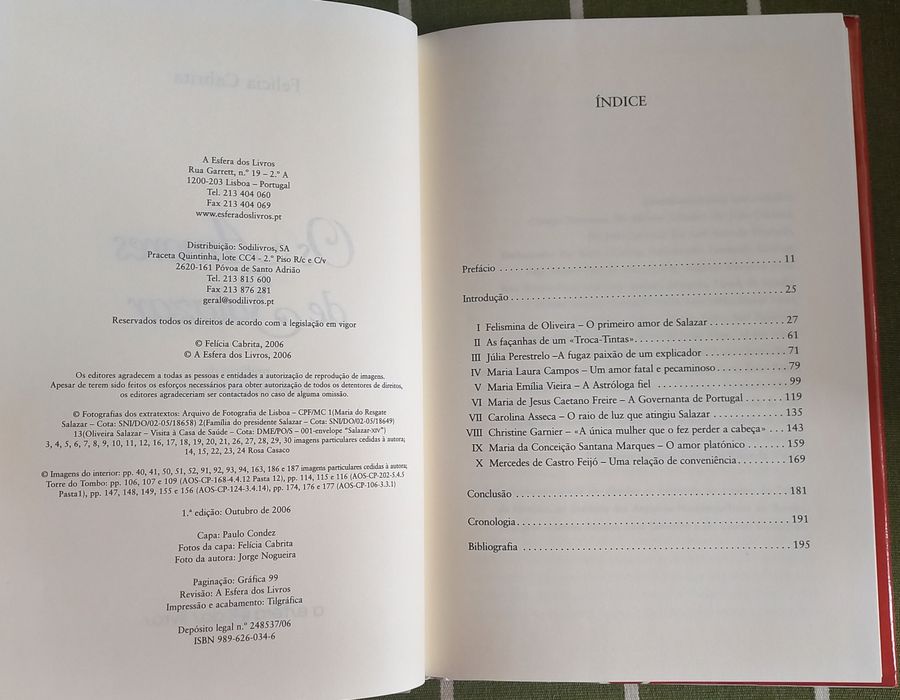 A Esfera dos Livros
Rua Garrett, n.º 19 – 2.º A
1200-203 Lisboa – Portugal
Tel. 213 404 060
Fax 213 404 069
www.esferadoslivros.pt
Distribuição: Sodilivros, SA
Praceta Quintinha, lote CC4 - 2.º Piso R/c e C/v
2620-161 Póvoa de Santo Adrião
Tel. 213 815 600
Fax 213 876 281
geral@sodilivros.pt
Reservados todos os direitos de acordo com a legislação em vigor
© Felícia Cabrita, 2006
© A Esfera dos Livros, 2006
Os editores agradecem a todas as pessoas e entidades a autorização de reprodução de imagens.
Apesar de terem sido feitos os esforços necessários para obter autorização de todos os detentores de direitos,
os editores agradeceriam ser contactados no caso de alguma omissão.
© Fotografias dos extratextos: Arquivo de Fotografia de Lisboa – CPF/MC 1(Maria do Resgate
Salazar – Cota: SNI/DO/02-05/18658) 2(Família do presidente Salazar – Cota: SNI/DO/02-05/18649)
13(Oliveira Salazar – Visita à Casa de Saúde – Cota: DME/PO/S – 001-envelope "Salazar-XIV")
3, 4, 5, 6, 7, 8, 9, 10, 11, 12, 16, 17, 18, 19, 20, 21, 26, 27, 28, 29, 30 imagens particulares cedidas à autora;
14, 15, 22, 23, 24 Rosa Casaco
© Imagens do interior: pp. 40, 41, 50, 51, 52, 91, 92, 93, 94, 163, 186 e 187 imagens particulares cedidas à autora;
Torre do Tombo: pp. 106, 107 e 109 (AOS-CP-168-4.4.12 Pasta 12), pp. 114, 115 e 116 (AOS-CP-202-5.4.5
Pasta1), pp. 147, 148, 149, 155 e 156 (AOS-CP-124-3.4.14), pp. 174, 176 e 177 (AOS-CP-106-3.3.1)
1.ª edição: Outubro de 2006
Capa: Paulo Condez
Fotos da capa: Felícia Cabrita
Foto da autora: Jorge Nogueira
Paginação: Gráfica 99
Revisão: A Esfera dos Livros
Impressão e acabamento: Tilgráfica
Depósito legal n.º 248537/06
ISBN 989-626-034-6
ÍNDICE
Prefácio . . . . . . . . . . . . . . . . . . . . 11
Introdução . . . . . . . . . . . . . . . . . . . . 25
I Felismina de Oliveira – O primeiro amor de Salazar . . . . . . . . 27
II As façanhas de um «Troca-Tintas». . . . . . . . . . . . 61
III Júlia Perestrelo –A fugaz paixão de um explicador . . . . . . . . 71
IV Maria Laura Campos – Um amor fatal e pecaminoso . . . . . . . . 79
V Maria Emília Vieira – A Astróloga fiel . . . . . . . . . . . . 99
VI Maria de Jesus Caetano Freire – A Governanta de Portugal . . . . 119
VII Carolina Asseca – O raio de luz que atingiu Salazar . . . . . . . . 135
VIII Christine Garnier – «A única mulher que o fez perder a cabeça» . . . 143
IX Maria da Conceição Santana Marques – O amor platónico . . . . 159
X Mercedes de Castro Feijó – Uma relação de conveniência . . . . . 169
Conclusão . . . . . . . . . . . . . . . . . . . . 181
Cronologia . . . . . . . . . . . . . . . . . . . . 191
Bibliografia . . . . . . . . . . . . . . . . . . . . 195